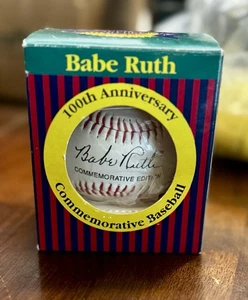 Babe Ruth
100th Anniversary
Babe Ruth
COMMEMORATIVE EDITION
Commemorative Baseball